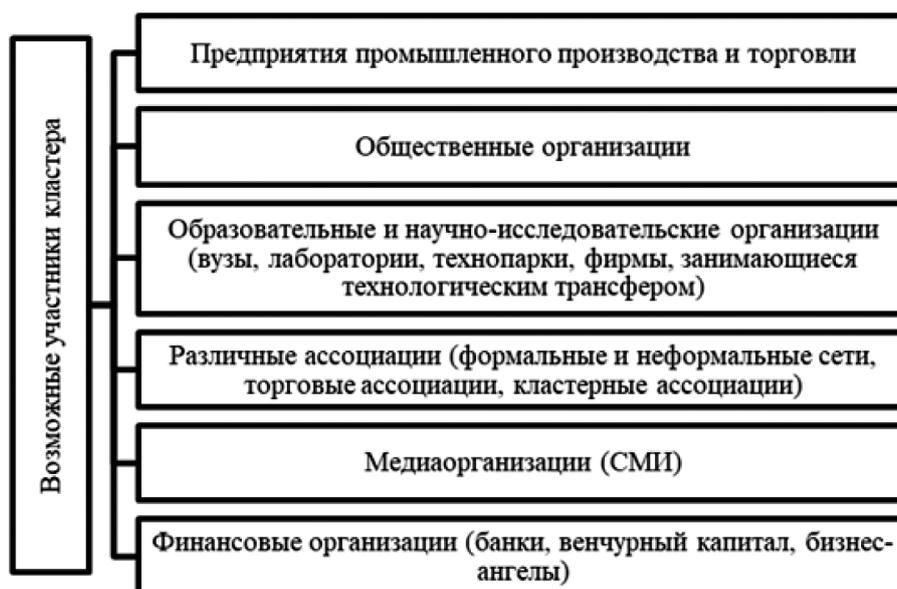 Возможные участники кластера
Предприятия промышленного производства и торговли
Общественные организации
Образовательные и научно-исследовательские организации
(вузы, лаборатории, технопарки, фирмы, занимающиеся
технологическим трансфером)
Различные ассоциации (формальные и неформальные сети,
торговые ассоциации, кластерные ассоциации)
Медиаорганизации (СМИ)
Финансовые организации (банки, венчурный капитал, бизнес-
ангелы)